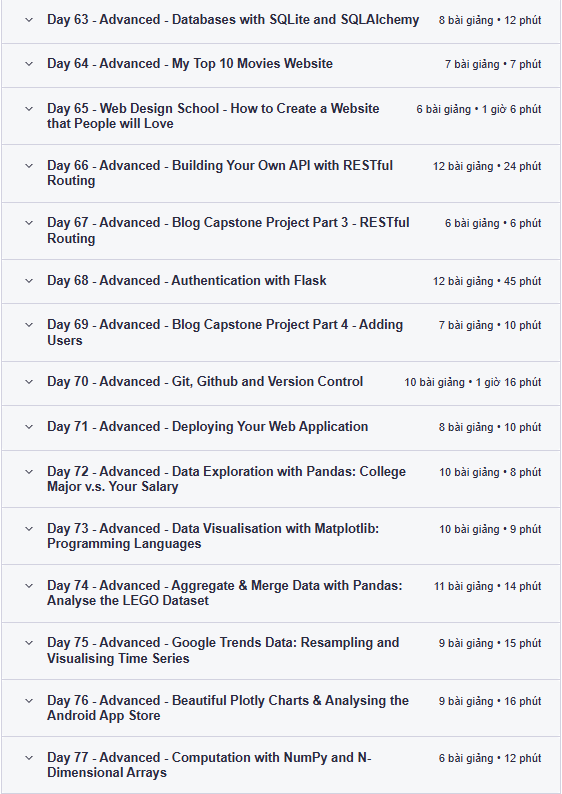 Day 63 - Advanced - Databases with SQLite and SQLAlchemy 8 bài giảng • 12 phút
Day 64 - Advanced - My Top 10 Movies Website 7 bài giảng • 7 phút
Day 65 - Web Design School - How to Create a Website 6 bài giảng • 1 giờ 6 phút
that People will Love
Day 66 - Advanced - Building Your Own API with RESTful 12 bài giảng • 24 phút
Routing
Day 67 - Advanced - Blog Capstone Project Part 3 - RESTful 6 bài giảng • 6 phút
Routing
Day 68 - Advanced - Authentication with Flask 12 bài giảng • 45 phút
Day 69 - Advanced - Blog Capstone Project Part 4 - Adding 7 bài giảng • 10 phút
Users
Day 70 - Advanced - Git, Github and Version Control 10 bài giảng • 1 giờ 16 phút
Day 71 - Advanced - Deploying Your Web Application 8 bài giảng • 10 phút
Day 72 - Advanced - Data Exploration with Pandas: College 10 bài giảng • 8 phút
Major v.s. Your Salary
Day 73 - Advanced - Data Visualisation with Matplotlib: 10 bài giảng • 9 phút
Programming Languages
Day 74 - Advanced - Aggregate & Merge Data with Pandas: 11 bài giảng • 14 phút
Analyse the LEGO Dataset
Day 75 - Advanced - Google Trends Data: Resampling and 9 bài giảng • 15 phút
Visualising Time Series
Day 76 - Advanced - Beautiful Plotly Charts & Analysing the 9 bài giảng • 16 phút
Android App Store
Day 77 - Advanced - Computation with NumPy and N- 6 bài giảng • 12 phút
Dimensional Arrays